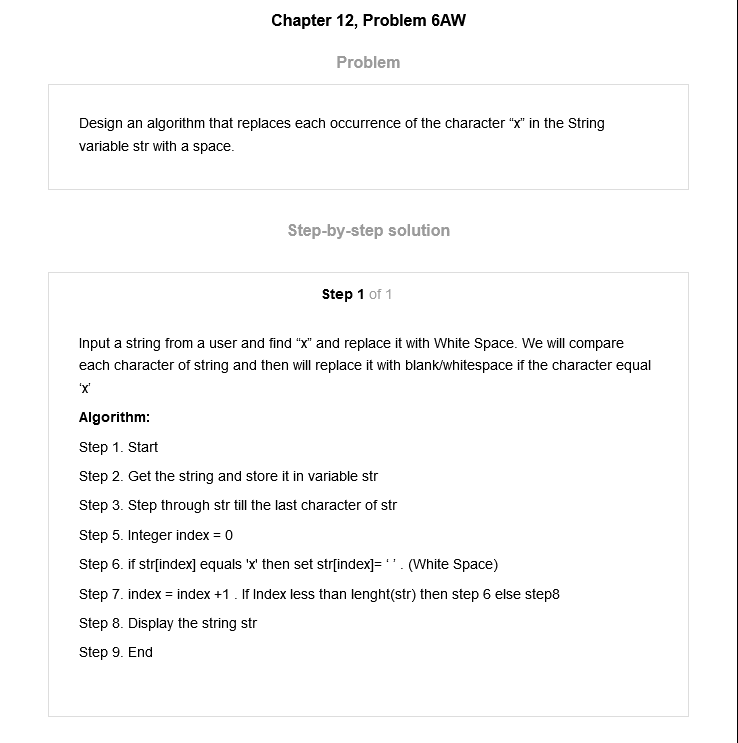 Chapter 12, Problem 6AW
Problem
Design an algorithm that replaces each occurrence of the character “x” in the String
variable str with a space.
Step-by-step solution
Step 1 of 1
Input a string from a user and find “x” and replace it with White Space. We will compare
each character of string and then will replace it with blank/whitespace if the character equal
‘x’
Algorithm:
Step 1. Start
Step 2. Get the string and store it in variable str
Step 3. Step through str till the last character of str
Step 5. Integer index = 0
Step 6. if str[index] equals 'x' then set str[index]= ‘ ’ . (White Space)
Step 7. index = index +1 . If Index less than lenght(str) then step 6 else step8
Step 8. Display the string str
Step 9. End